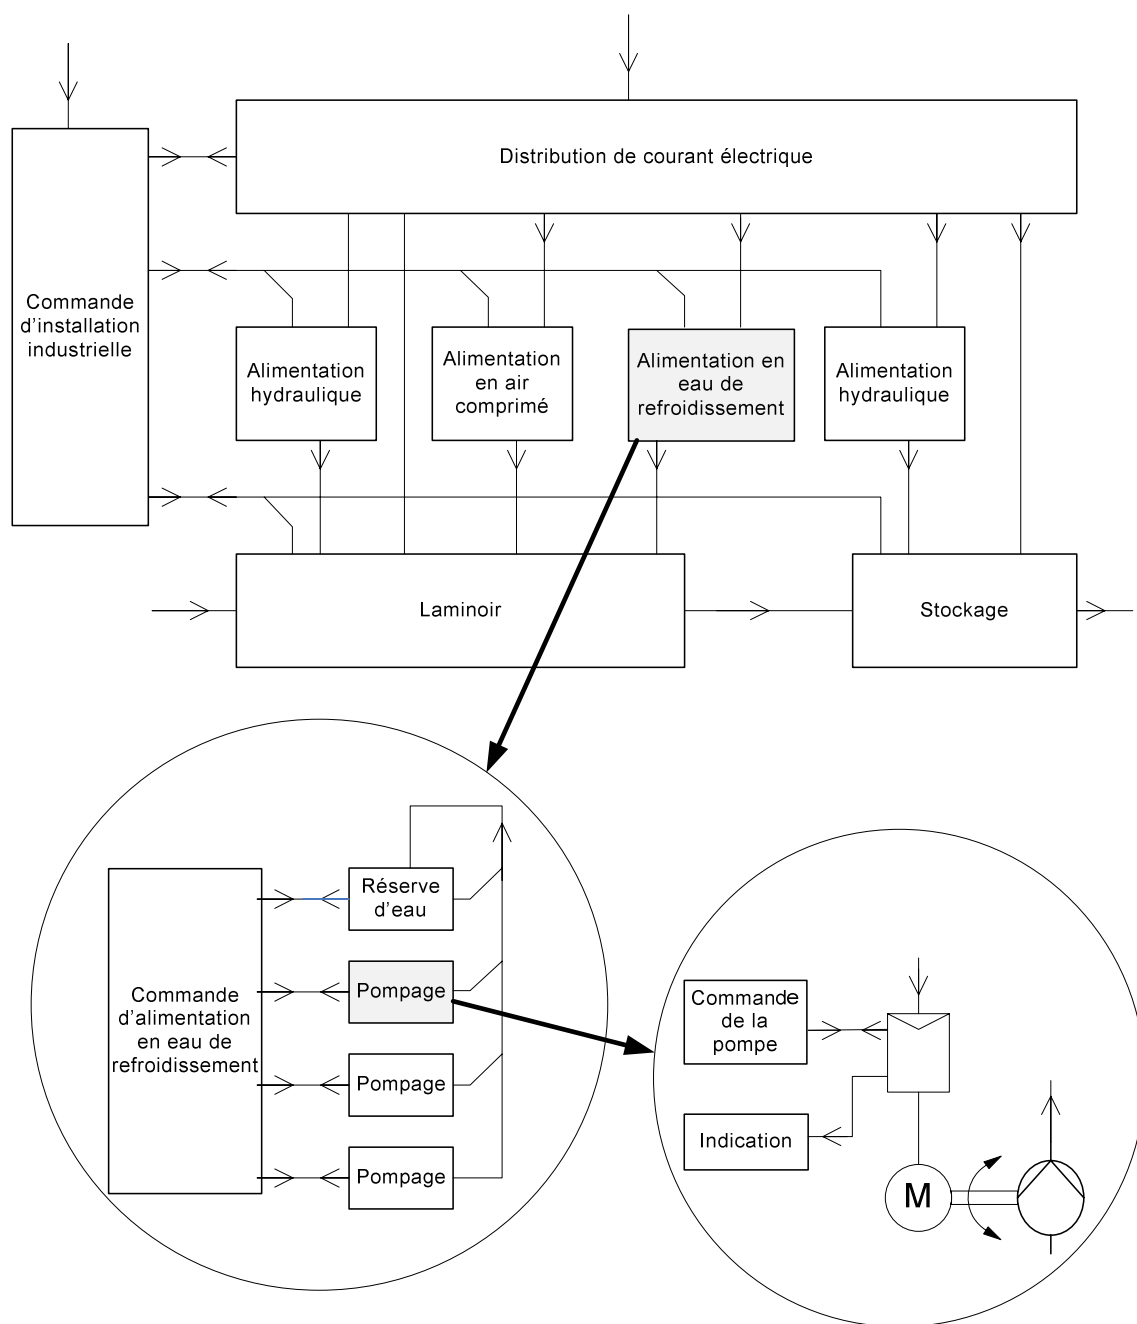 Distribution de courant électrique
Commande
d’installation
industrielle
Alimentation
hydraulique
Alimentation
en air
comprimé
Alimentation en
eau de
refroidissement
Alimentation
hydraulique
Laminoir
Stockage
Réserve
d’eau
Commande
d’alimentation
en eau de
refroidissement
Pompage
Pompage
Pompage
Commande
de la
pompe
Indication
M